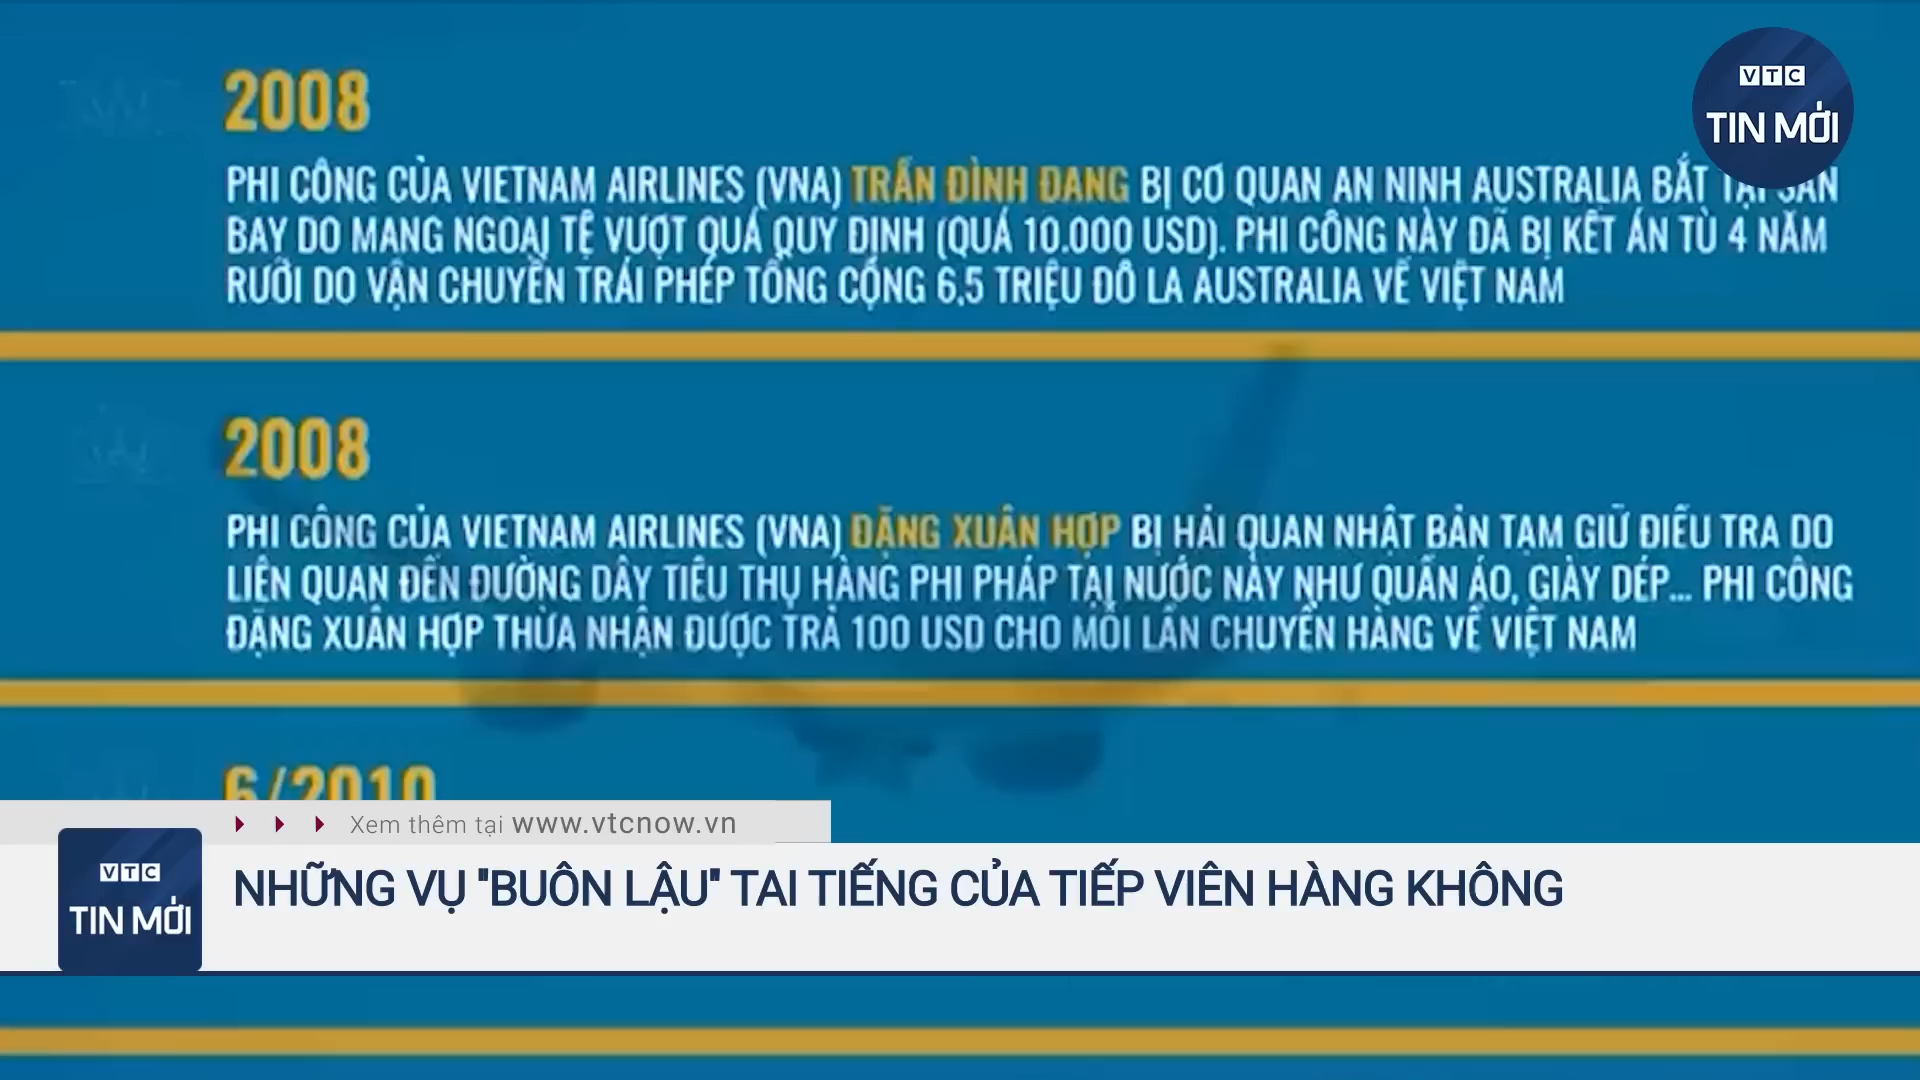 2008
VTC
TIN MỚI
PHI CÔNG CỦA VIETNAM AIRLINES (VNA) TRẦN ĐÌNH ĐANG BỊ CƠ QUAN AN NINH AUSTRALIA BẮT TẠI SÂN
BAY DO MANG NGOẠI TỆ VƯỢT QUÁ QUY ĐỊNH (QUÁ 10.000 USD). PHI CÔNG NÀY ĐÃ BỊ KẾT ÁN TÙ 4 NĂM
RƯỠI DO VẬN CHUYỂN TRÁI PHÉP TỔNG CỘNG 6,5 TRIỆU ĐÔ LA AUSTRALIA VỀ VIỆT NAM
2008
PHI CÔNG CỦA VIETNAM AIRLINES (VNA) ĐẶNG XUÂN HỢP BỊ HẢI QUAN NHẬT BẢN TẠM GIỮ ĐIỀU TRA DO
LIÊN QUAN ĐẾN ĐƯỜNG DÂY TIÊU THỤ HÀNG PHI PHÁP TẠI NƯỚC NÀY NHƯ QUẦN ÁO, GIÀY DÉP... PHI CÔNG
ĐẶNG XUÂN HỢP THỪA NHẬN ĐƯỢC TRẢ 100 USD CHO MỖI LẦN CHUYỂN HÀNG VỀ VIỆT NAM
6/2010
Xem thêm tại www.vtcnow.vn
VTC
TIN MỚI
NHỮNG VỤ "BUÔN LẬU" TAI TIẾNG CỦA TIẾP VIÊN HÀNG KHÔNG